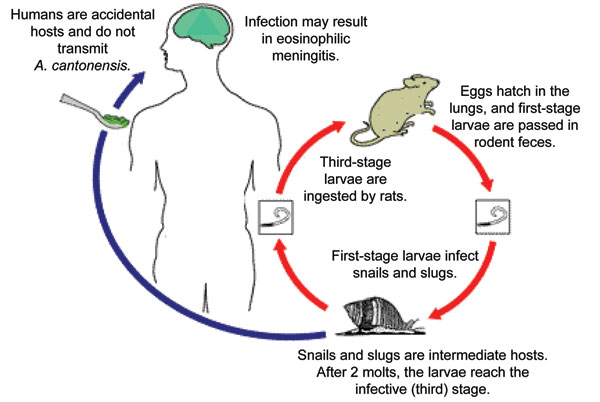 Humans are accidental
hosts and do not
transmit
A. cantonensis.
Infection may result
in eosinophilic
meningitis.
Eggs hatch in the
lungs, and first-stage
larvae are passed in
rodent feces.
Third-stage
larvae are
ingested by rats.
First-stage larvae infect
snails and slugs.
Snails and slugs are intermediate hosts.
After 2 molts, the larvae reach the
infective (third) stage.